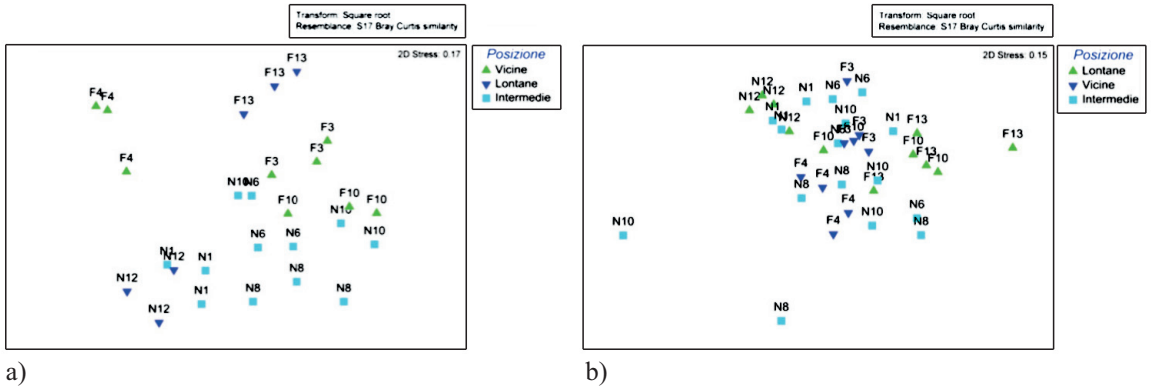 Transform: Square root
Resemblance: S17 Bray Curtis similarity
2D Stress: 0.17
Posizione
Vicine
Lontane
Intermedie
F13
F13
F13
F4
F4
F4
F3
F3
F3
N10
N6
F10
F10
F10
N10
N6
N6
N10
N1
N12
N1
N12
N8
N12
N1
N8
N8
a)
Transform: Square root
Resemblance: S17 Bray Curtis similarity
2D Stress: 0.15
Posizione
Lontane
Vicine
Intermedie
F3
N12
N6
N12
N12
N1
N6
N10
N1
N12
F3
N1
F10
F3
F13
F10
F10
F13
F13
F10
F4
F4
N8
N10
N8
F13
F4
N10
N6
F4
N8
N10
N8
b)